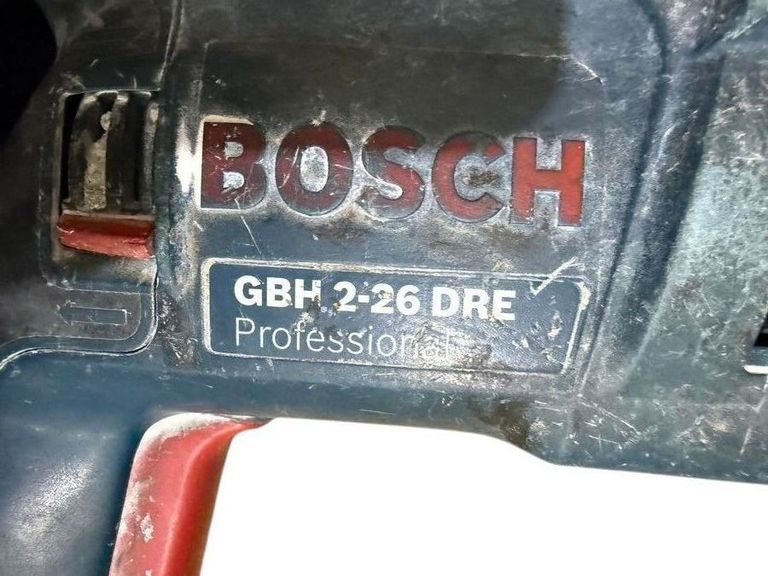 BOSCH
GBH 2-26 DRE
Professional